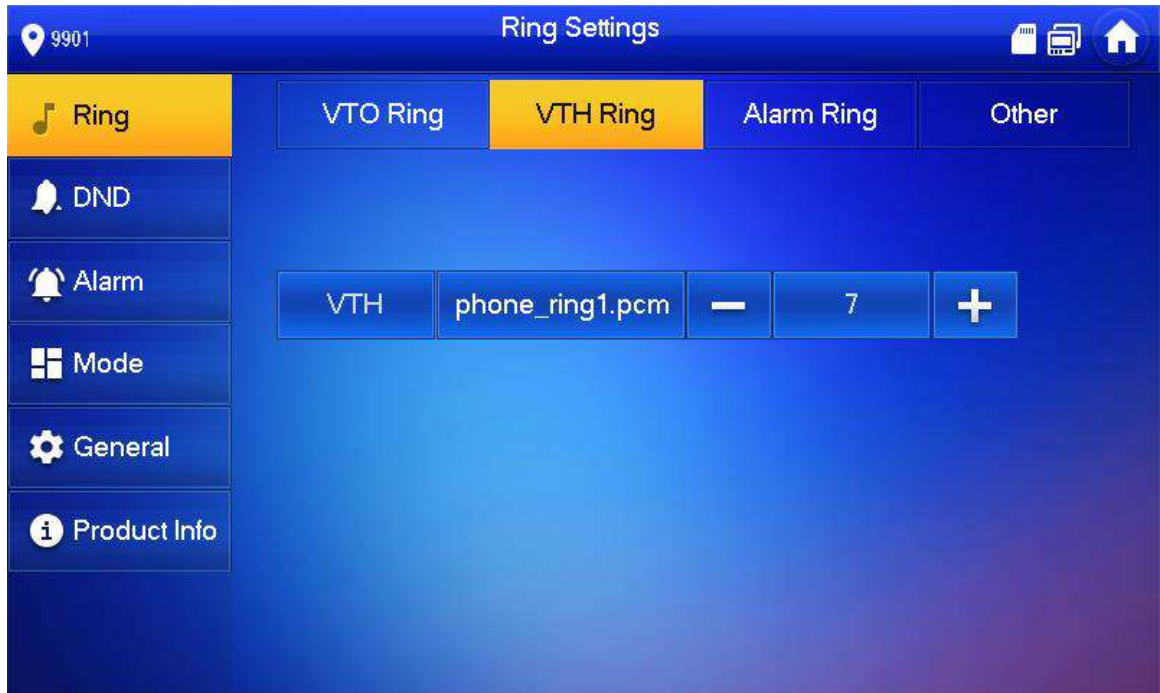 9901
Ring Settings
Ring
VTO Ring
VTH Ring
Alarm Ring
Other
DND
Alarm
VTH
phone_ring1.pcm
7
Mode
General
Product Info